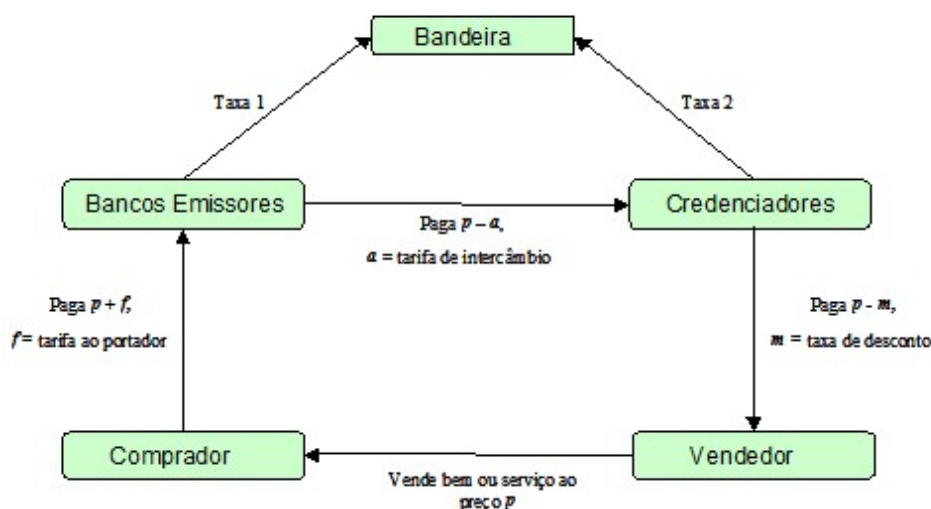 Bandeira
Taxa 1
Taxa 2
Bancos Emissores
Credenciadores
Paga p – a,
a = tarifa de intercâmbio
Paga p + f,
f = tarifa ao portador
Paga p - m,
m = taxa de desconto
Comprador
Vendedor
Vende bem ou serviço ao
preço p